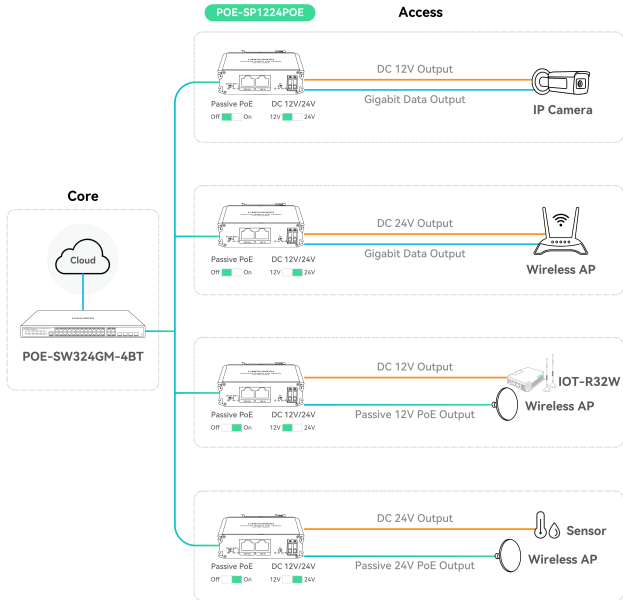 POE-SP1224POE
Access
DC 12V Output
Gigabit Data Output
IP Camera
Passive PoE
DC 12V/24V
Off On
12V 24V
Core
Cloud
POE-SW324GM-4BT
DC 24V Output
Gigabit Data Output
Wireless AP
Passive PoE
DC 12V/24V
Off On
12V 24V
DC 12V Output
IOT-R32W
Passive 12V PoE Output
Wireless AP
Passive PoE
DC 12V/24V
Off On
12V 24V
DC 24V Output
Sensor
Passive 24V PoE Output
Wireless AP
Passive PoE
DC 12V/24V
Off On
12V 24V